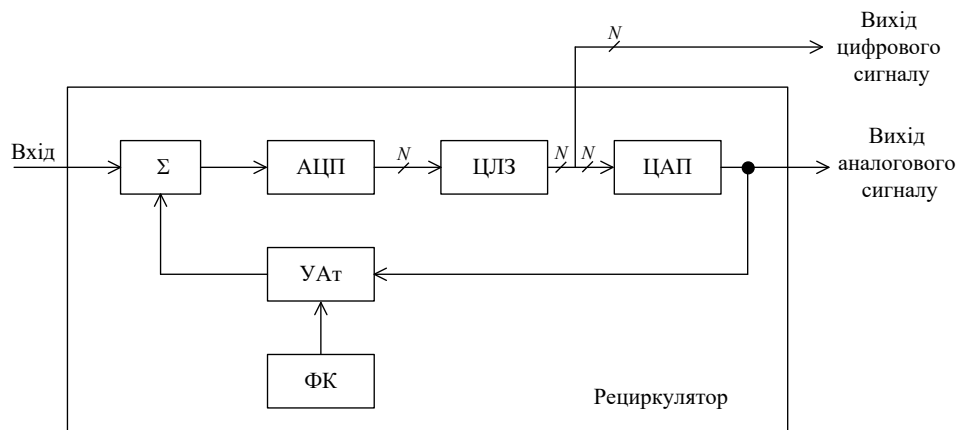 Вихід
цифрового
сигналу
N
Вхід
Σ
АЦП
N
ЦЛЗ
N
N
ЦАП
Вихід
аналогового
сигналу
УАт
ФК
Рециркулятор